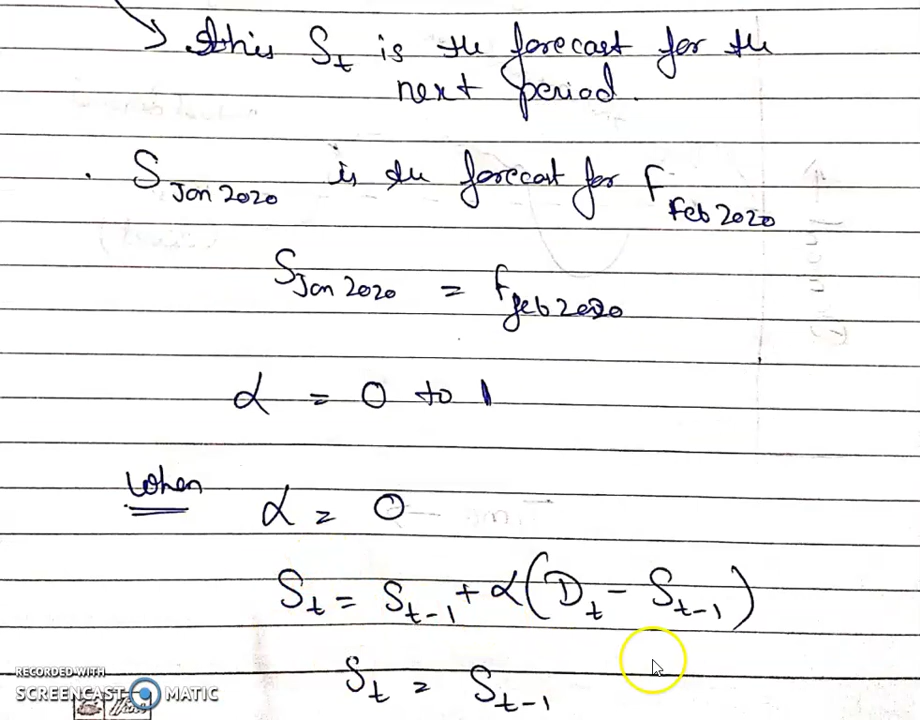 this S_t is the forecast for the
next period.
. S_Jan 2020 is the forecast for F_Feb 2020
S_Jan 2020 = F_feb 2020
α = 0 to 1
When α = 0
S_t = S_t-1 + α(D_t - S_t-1)
S_t = S_t-1
RECORDED WITH
SCREENCAST MATIC